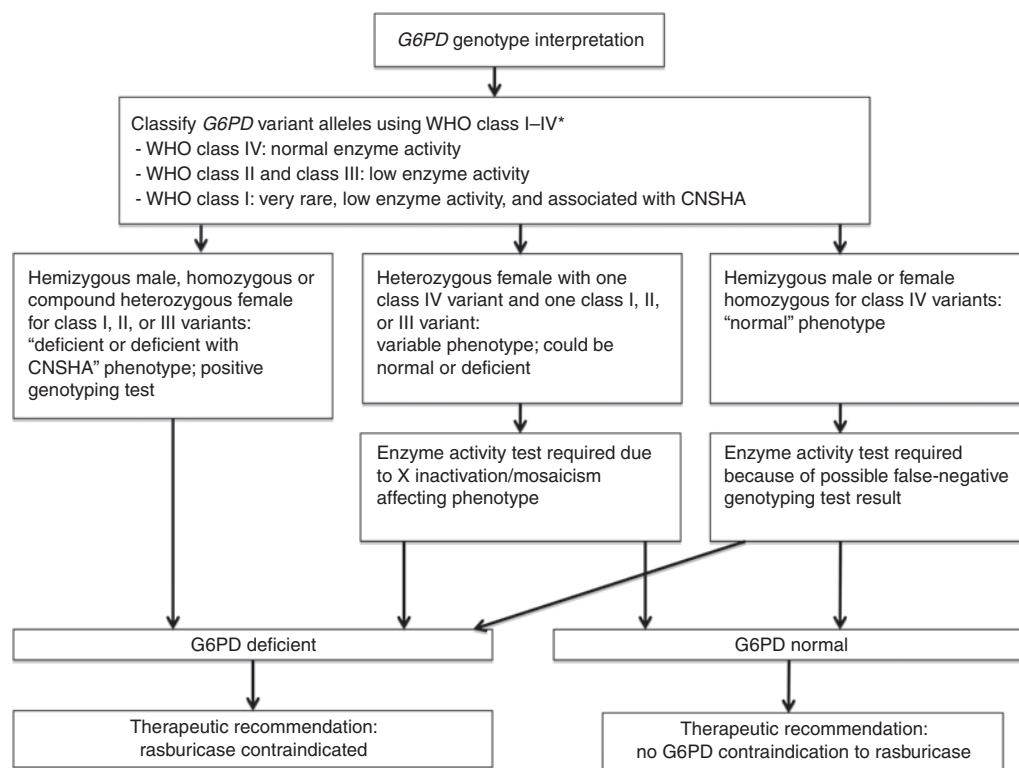 G6PD genotype interpretation
Classify G6PD variant alleles using WHO class I–IV*
- WHO class IV: normal enzyme activity
- WHO class II and class III: low enzyme activity
- WHO class I: very rare, low enzyme activity, and associated with CNSHA
Hemizygous male, homozygous or
compound heterozygous female
for class I, II, or III variants:
“deficient or deficient with
CNSHA” phenotype; positive
genotyping test
Heterozygous female with one
class IV variant and one class I, II,
or III variant:
variable phenotype; could be
normal or deficient
Hemizygous male or female
homozygous for class IV variants:
“normal” phenotype
Enzyme activity test required due
to X inactivation/mosaicism
affecting phenotype
Enzyme activity test required
because of possible false-negative
genotyping test result
G6PD deficient
G6PD normal
Therapeutic recommendation:
rasburicase contraindicated
Therapeutic recommendation:
no G6PD contraindication to rasburicase